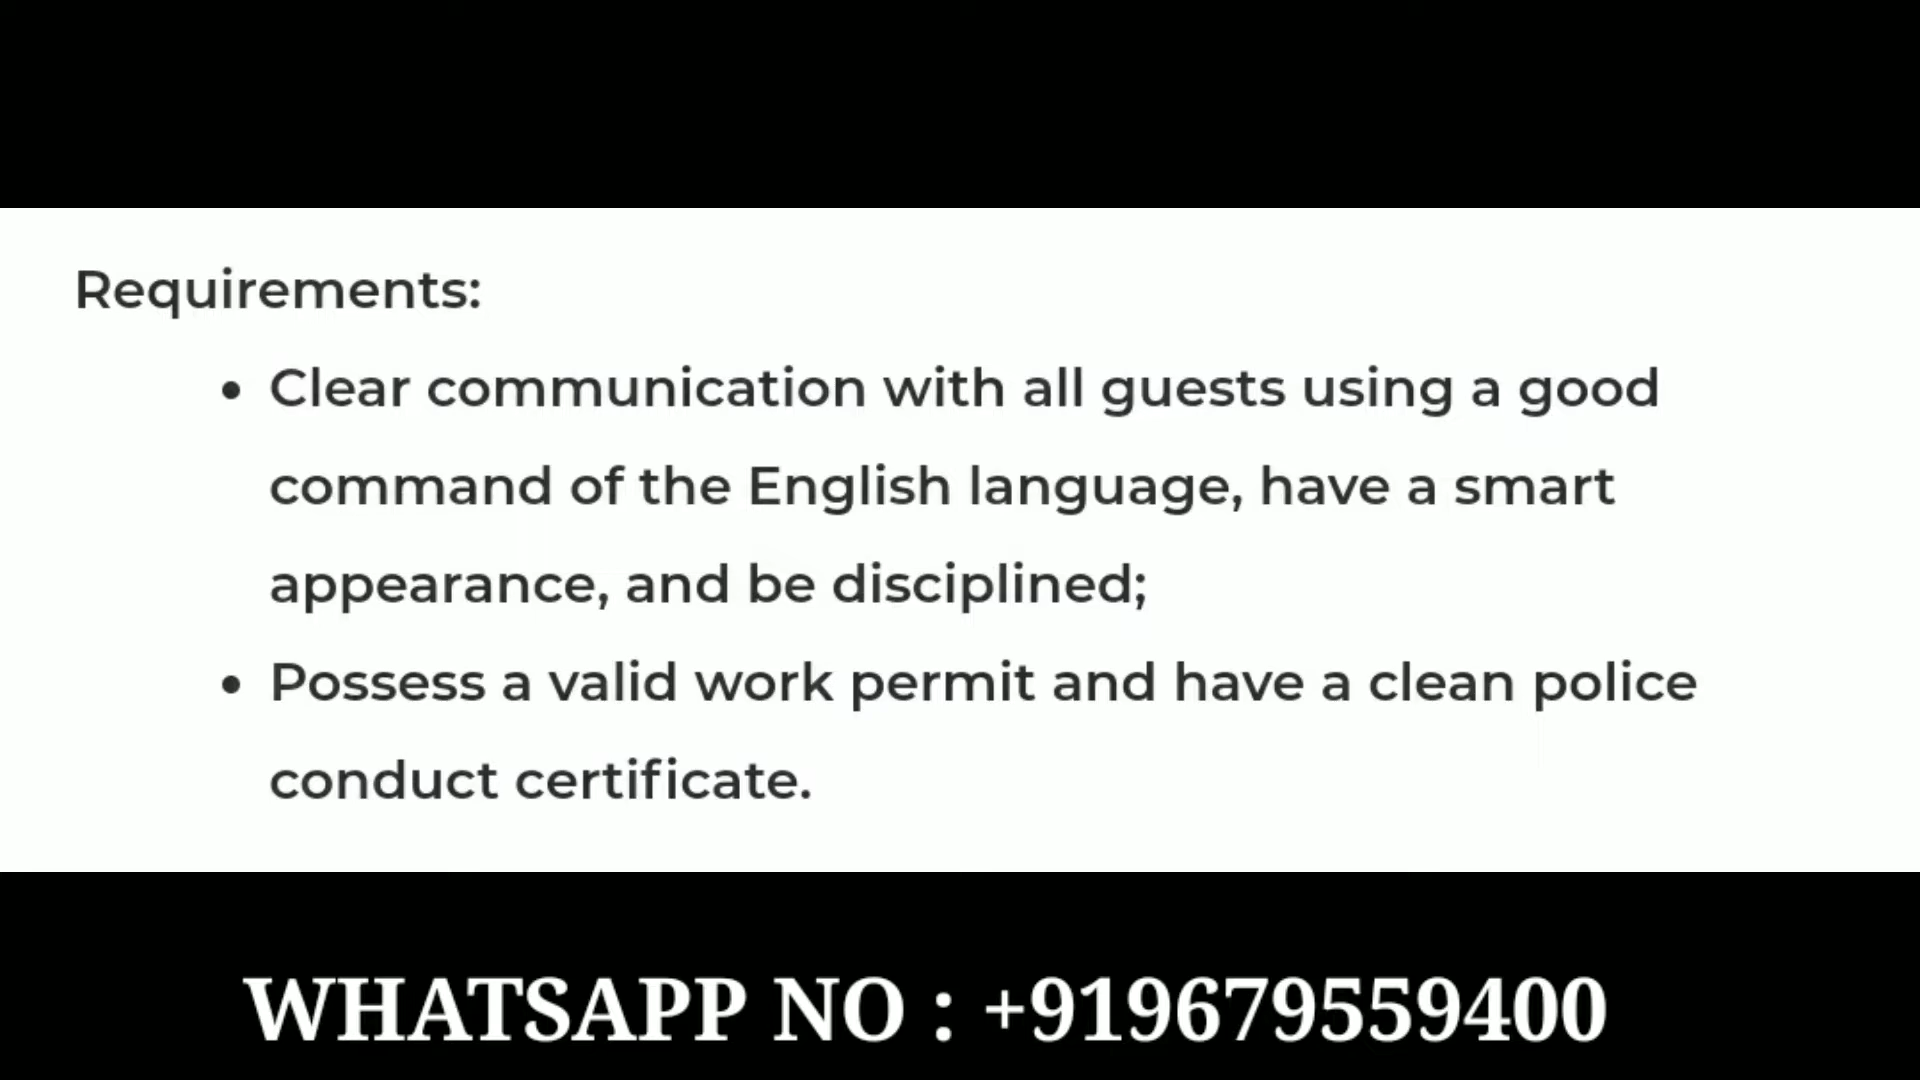 Requirements:
• Clear communication with all guests using a good
command of the English language, have a smart
appearance, and be disciplined;
• Possess a valid work permit and have a clean police
conduct certificate.
WHATSAPP NO : +919679559400